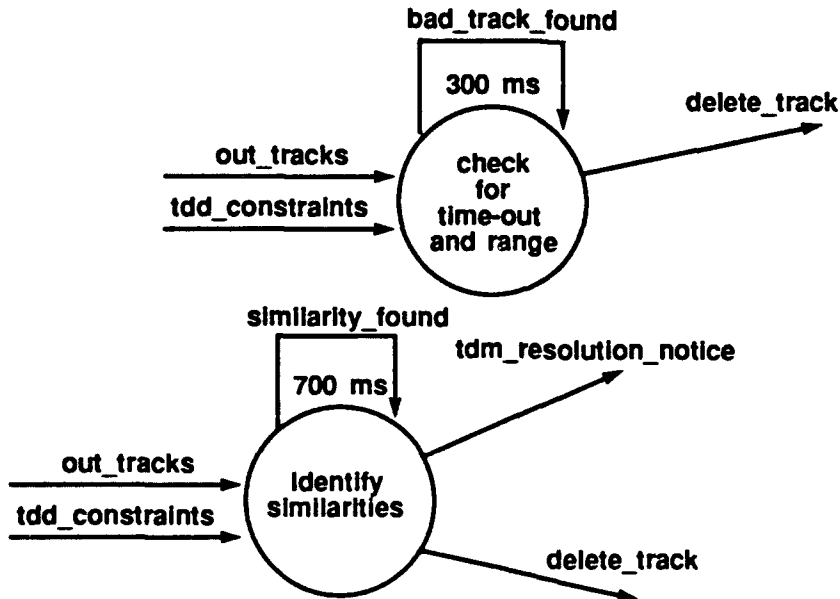 bad_track_found
300 ms
delete_track
out_tracks
tdd_constraints
check
for
time-out
and range
similarity_found
700 ms
tdm_resolution_notice
out_tracks
tdd_constraints
Identify
similarities
delete_track